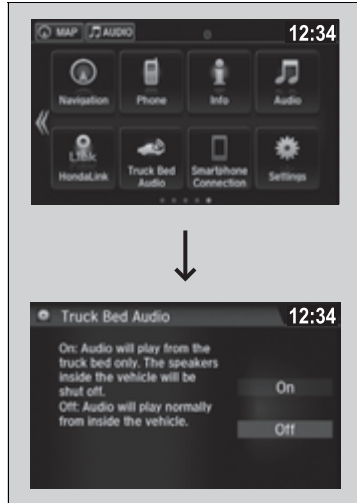 MAP AUDIO 12:34
Navigation Phone Info Audio
Link
HondaLink Truck Bed Audio Smartphone Connection Settings
Truck Bed Audio 12:34
On: Audio will play from the
truck bed only. The speakers
inside the vehicle will be
shut off.
Off: Audio will play normally
from inside the vehicle.
On
Off